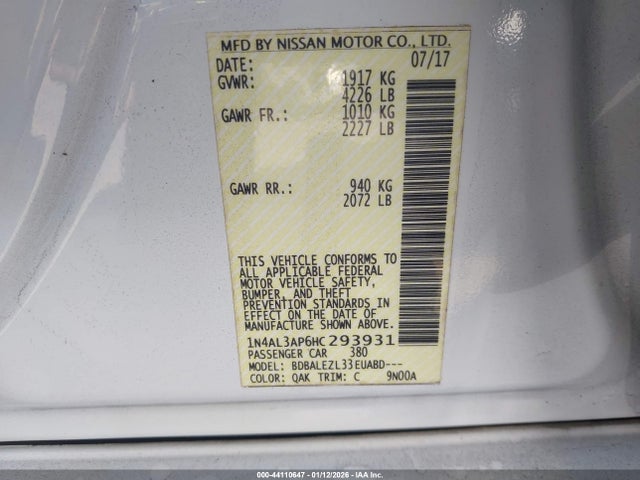 MFD BY NISSAN MOTOR CO., LTD.
DATE: 07/17
GVWR: 1917 KG
4226 LB
GAWR FR.: 1010 KG
2227 LB
GAWR RR.: 940 KG
2072 LB
THIS VEHICLE CONFORMS TO
ALL APPLICABLE FEDERAL
MOTOR VEHICLE SAFETY,
BUMPER, AND THEFT
PREVENTION STANDARDS IN
EFFECT ON THE DATE OF
MANUFACTURE SHOWN ABOVE.
1N4AL3AP6HC293931
PASSENGER CAR 380
MODEL: BDBALEZL33EUABD---
COLOR: QAK TRIM: C 9N00A
000-44110647 - 01/12/2026 - IAA Inc.